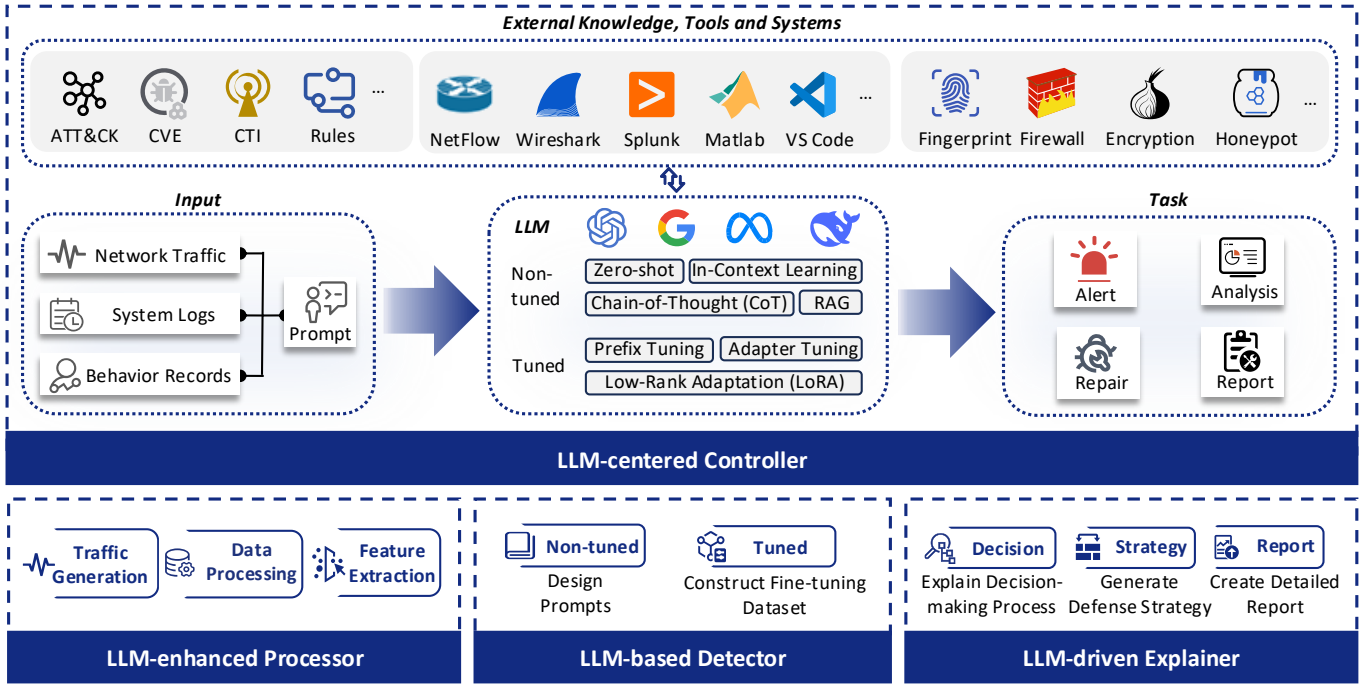 External Knowledge, Tools and Systems
ATT&CK
CVE
CTI
Rules
...
NetFlow
Wireshark
Splunk
Matlab
VS Code
...
Fingerprint
Firewall
Encryption
Honeypot
...
Input
Network Traffic
System Logs
Behavior Records
Prompt
LLM
Non-
tuned
Zero-shot
In-Context Learning
Chain-of-Thought (CoT)
RAG
Tuned
Prefix Tuning
Adapter Tuning
Low-Rank Adaptation (LoRA)
Task
Alert
Analysis
Repair
Report
LLM-centered Controller
Traffic
Generation
Data
Processing
Feature
Extraction
LLM-enhanced Processor
Non-tuned
Design
Prompts
Tuned
Construct Fine-tuning
Dataset
LLM-based Detector
Decision
Explain Decision-
making Process
Strategy
Generate
Defense Strategy
Report
Create Detailed
Report
LLM-driven Explainer